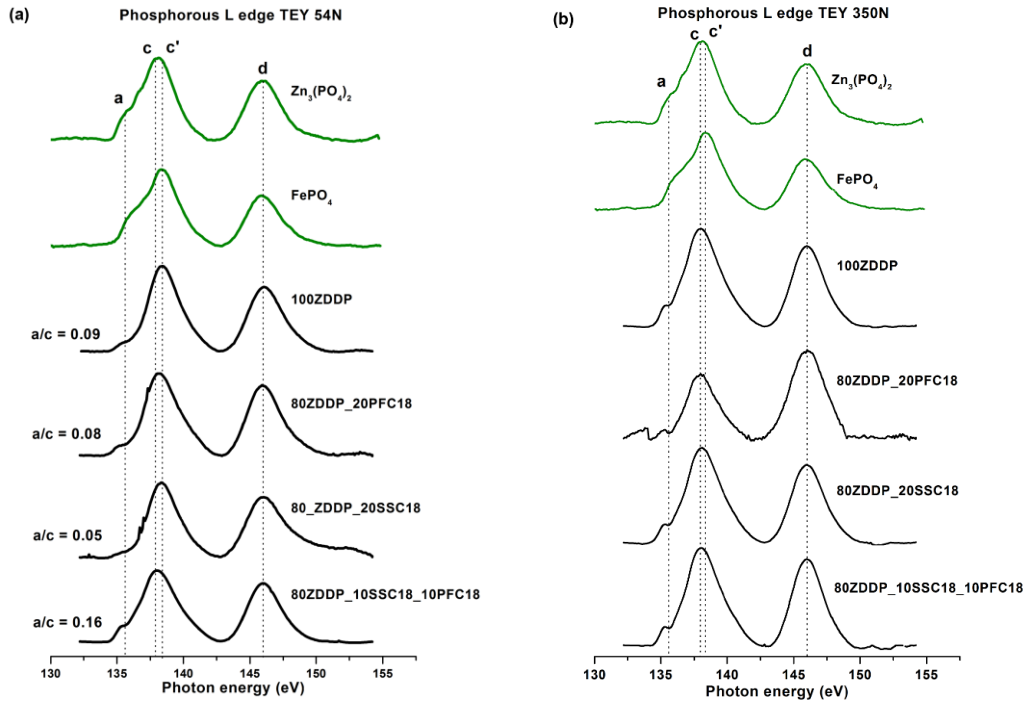 (a)
Phosphorous L edge TEY 54N
c c'
a
d
Zn3(PO4)2
FePO4
100ZDDP
a/c = 0.09
80ZDDP_20PFC18
a/c = 0.08
80_ZDDP_20SSC18
a/c = 0.05
80ZDDP_10SSC18_10PFC18
a/c = 0.16
130 135 140 145 150 155
Photon energy (eV)
(b)
Phosphorous L edge TEY 350N
c c'
a
d
Zn3(PO4)2
FePO4
100ZDDP
80ZDDP_20PFC18
80ZDDP_20SSC18
80ZDDP_10SSC18_10PFC18
130 135 140 145 150 155
Photon energy (eV)